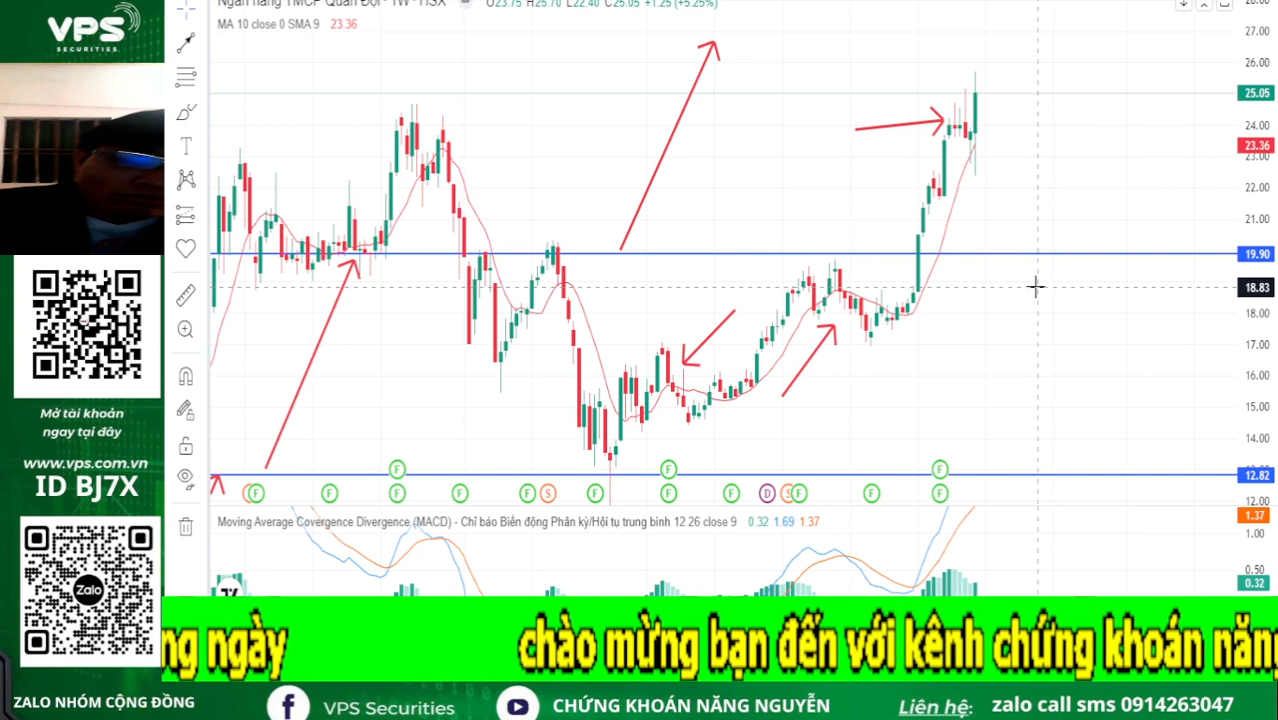 VPS
SECURITIES
Mở tài khoản
ngay tại đây
www.vps.com.vn
ID BJ7X
Zalo
ZALO NHÓM CỘNG ĐỒNG
Ngân hàng TMCP Quân Đội · 1W · HSX
O23.75 H25.70 L22.40 C25.05 +1.25 (+5.25%)
MA 10 close 0 SMA 9 23.36
T
28.00
27.00
26.00
25.05
24.00
23.36
23.00
22.00
21.00
19.90
18.83
18.00
17.00
16.00
15.00
14.00
12.82
12.00
F
F
F
F F F F F S F F F D S F F F
Moving Average Covergence Divergence (MACD) - Chỉ báo Biến động Phân kỳ/Hội tụ trung bình 12 26 close 9 0.32 1.69 1.37
1.37
1.00
0.50
0.32
ng ngày chào mừng bạn đến với kênh chứng khoán năng
VPS Securities
CHỨNG KHOÁN NĂNG NGUYỄN
Liên hệ: zalo call sms 0914263047